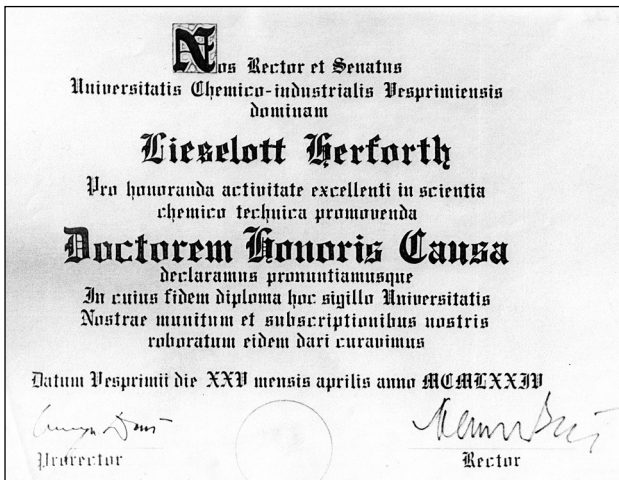 Nos Rector et Senatus
Universitatis Chemico-industrialis Vesprimiensis
dominam
Lieselott Herforth
Pro honoranda activitate excellenti in scientia
chemico technica promovenda
Doctorem Honoris Causa
declaramus pronuntiamusque
In cuius fidem diploma hoc sigillo Universitatis
Nostrae munitum et subscriptionibus nostris
roboratum eidem dari curavimus
Datum Vesprimii die XXV mensis aprilis anno MCMLXXIV
Prorector
Rector